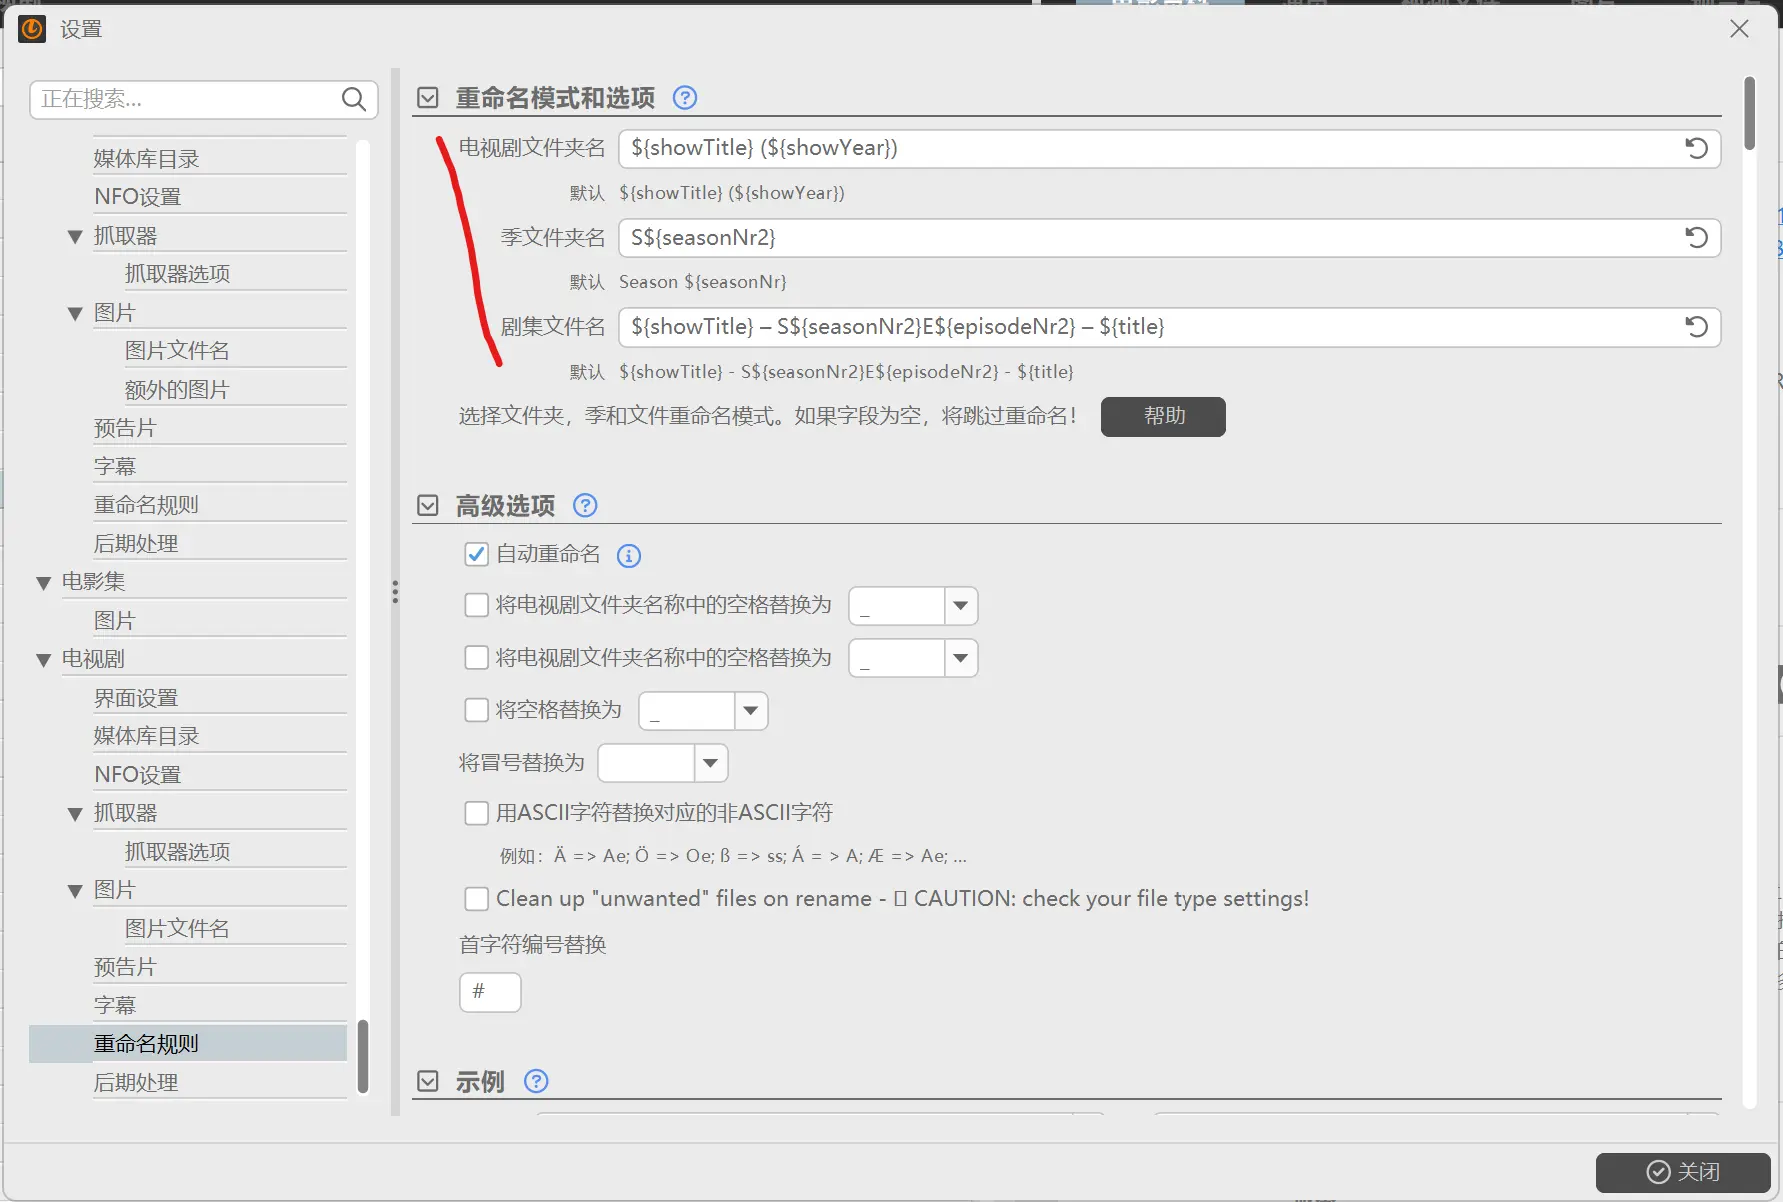 设置
正在搜索...
媒体库目录
NFO设置
抓取器
抓取器选项
图片
图片文件名
额外的图片
预告片
字幕
重命名规则
后期处理
电影集
图片
电视剧
界面设置
媒体库目录
NFO设置
抓取器
抓取器选项
图片
图片文件名
预告片
字幕
重命名规则
后期处理
重命名模式和选项
电视剧文件夹名 ${showTitle} (${showYear})
默认 ${showTitle} (${showYear})
季文件夹名 S${seasonNr2}
默认 Season ${seasonNr}
剧集文件名 ${showTitle} – S${seasonNr2}E${episodeNr2} – ${title}
默认 ${showTitle} - S${seasonNr2}E${episodeNr2} - ${title}
选择文件夹，季和文件重命名模式。如果字段为空，将跳过重命名！ 帮助
高级选项
自动重命名
将电视剧文件夹名称中的空格替换为 _
将电视剧文件夹名称中的空格替换为 _
将空格替换为 _
将冒号替换为
用ASCII字符替换对应的非ASCII字符
例如：Ä => Ae; Ö => Oe; ß => ss; Á = > A; Æ => Ae; ...
Clean up "unwanted" files on rename - ▯ CAUTION: check your file type settings!
首字符编号替换
#
示例
关闭